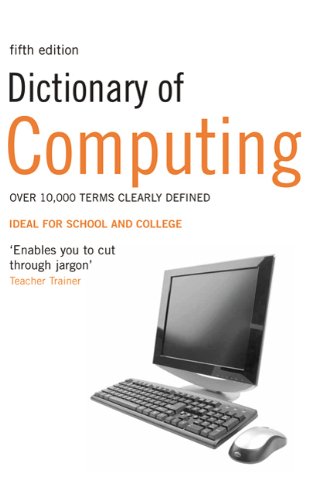 fifth edition
Dictionary of
Computing
OVER 10,000 TERMS CLEARLY DEFINED
IDEAL FOR SCHOOL AND COLLEGE
‘Enables you to cut
through jargon’
Teacher Trainer